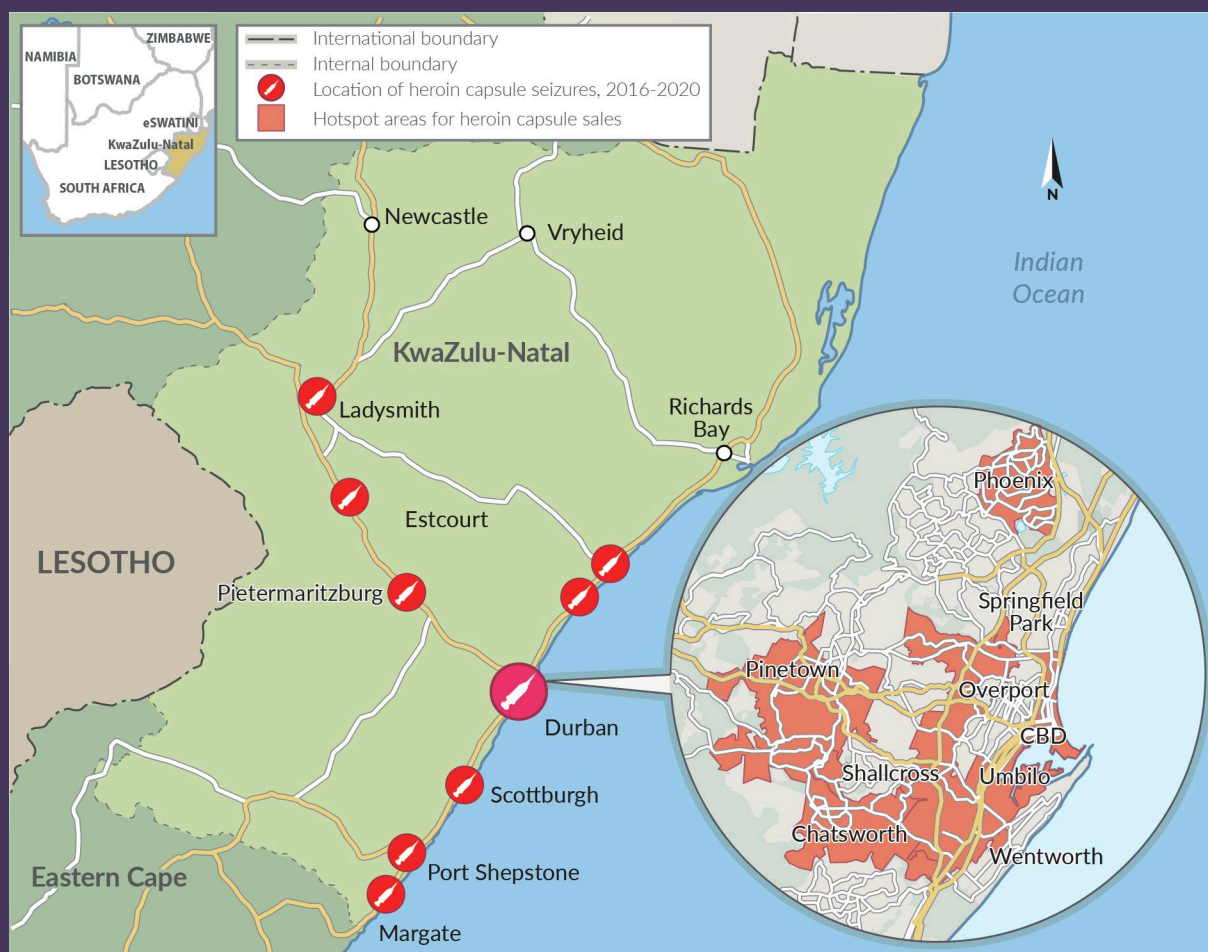 ZIMBABWE
NAMIBIA
BOTSWANA
eSWATINI
KwaZulu-Natal
LESOTHO
SOUTH AFRICA
International boundary
Internal boundary
Location of heroin capsule seizures, 2016-2020
Hotspot areas for heroin capsule sales
N
Newcastle
Vryheid
Indian
Ocean
KwaZulu-Natal
Ladysmith
Richards
Bay
Estcourt
LESOTHO
Pietermaritzburg
Durban
Scottburgh
Port Shepstone
Eastern Cape
Margate
Phoenix
Springfield
Park
Pinetown
Overport
CBD
Shallcross
Umbilo
Chatsworth
Wentworth